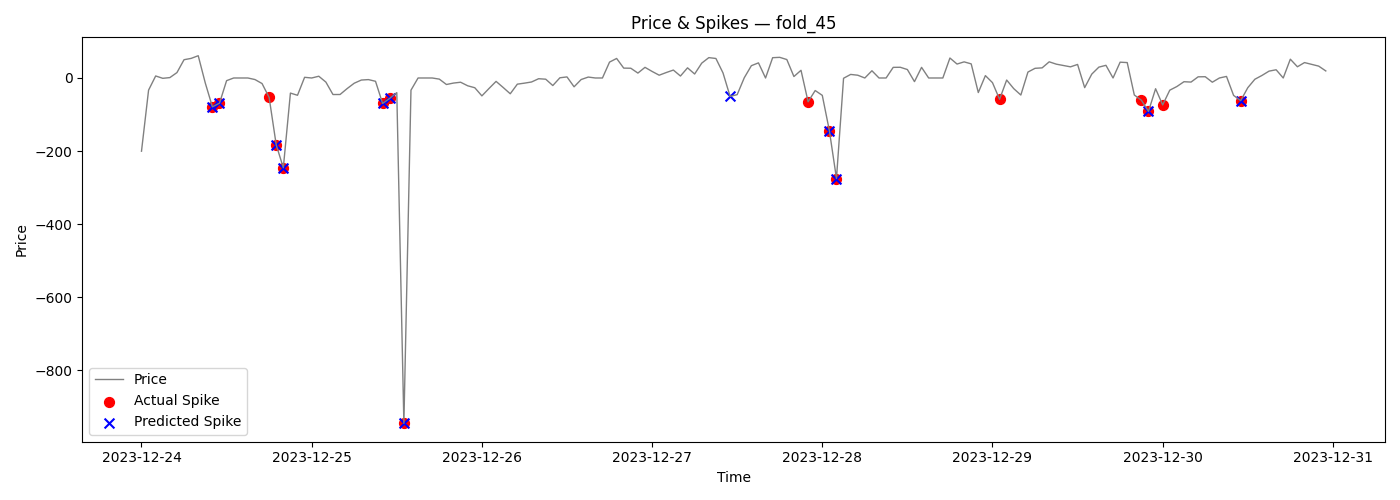 Price & Spikes — fold_45
Price
0
−200
−400
−600
−800
Price
Actual Spike
Predicted Spike
2023-12-24
2023-12-25
2023-12-26
2023-12-27
2023-12-28
2023-12-29
2023-12-30
2023-12-31
Time